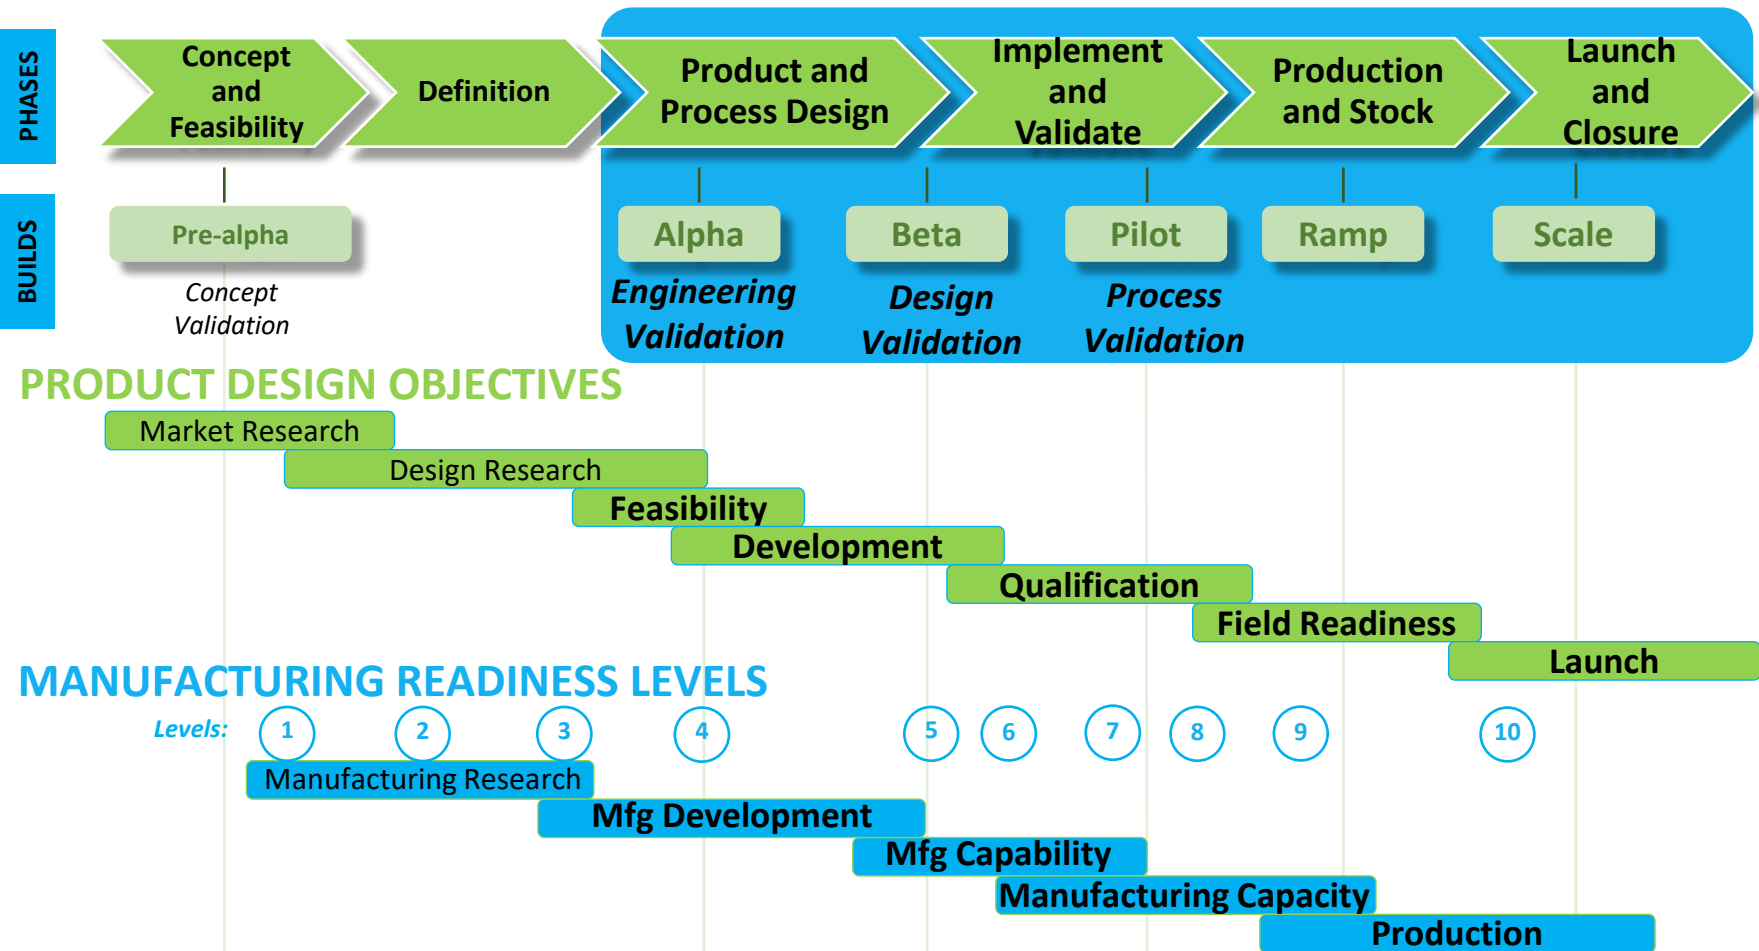 PHASES
Concept
and
Feasibility
Definition
Product and
Process Design
Implement
and
Validate
Production
and Stock
Launch
and
Closure
BUILDS
Pre-alpha
Alpha
Beta
Pilot
Ramp
Scale
Concept
Validation
Engineering
Validation
Design
Validation
Process
Validation
PRODUCT DESIGN OBJECTIVES
Market Research
Design Research
Feasibility
Development
Qualification
Field Readiness
Launch
MANUFACTURING READINESS LEVELS
Levels: 1 2 3 4 5 6 7 8 9 10
Manufacturing Research
Mfg Development
Mfg Capability
Manufacturing Capacity
Production